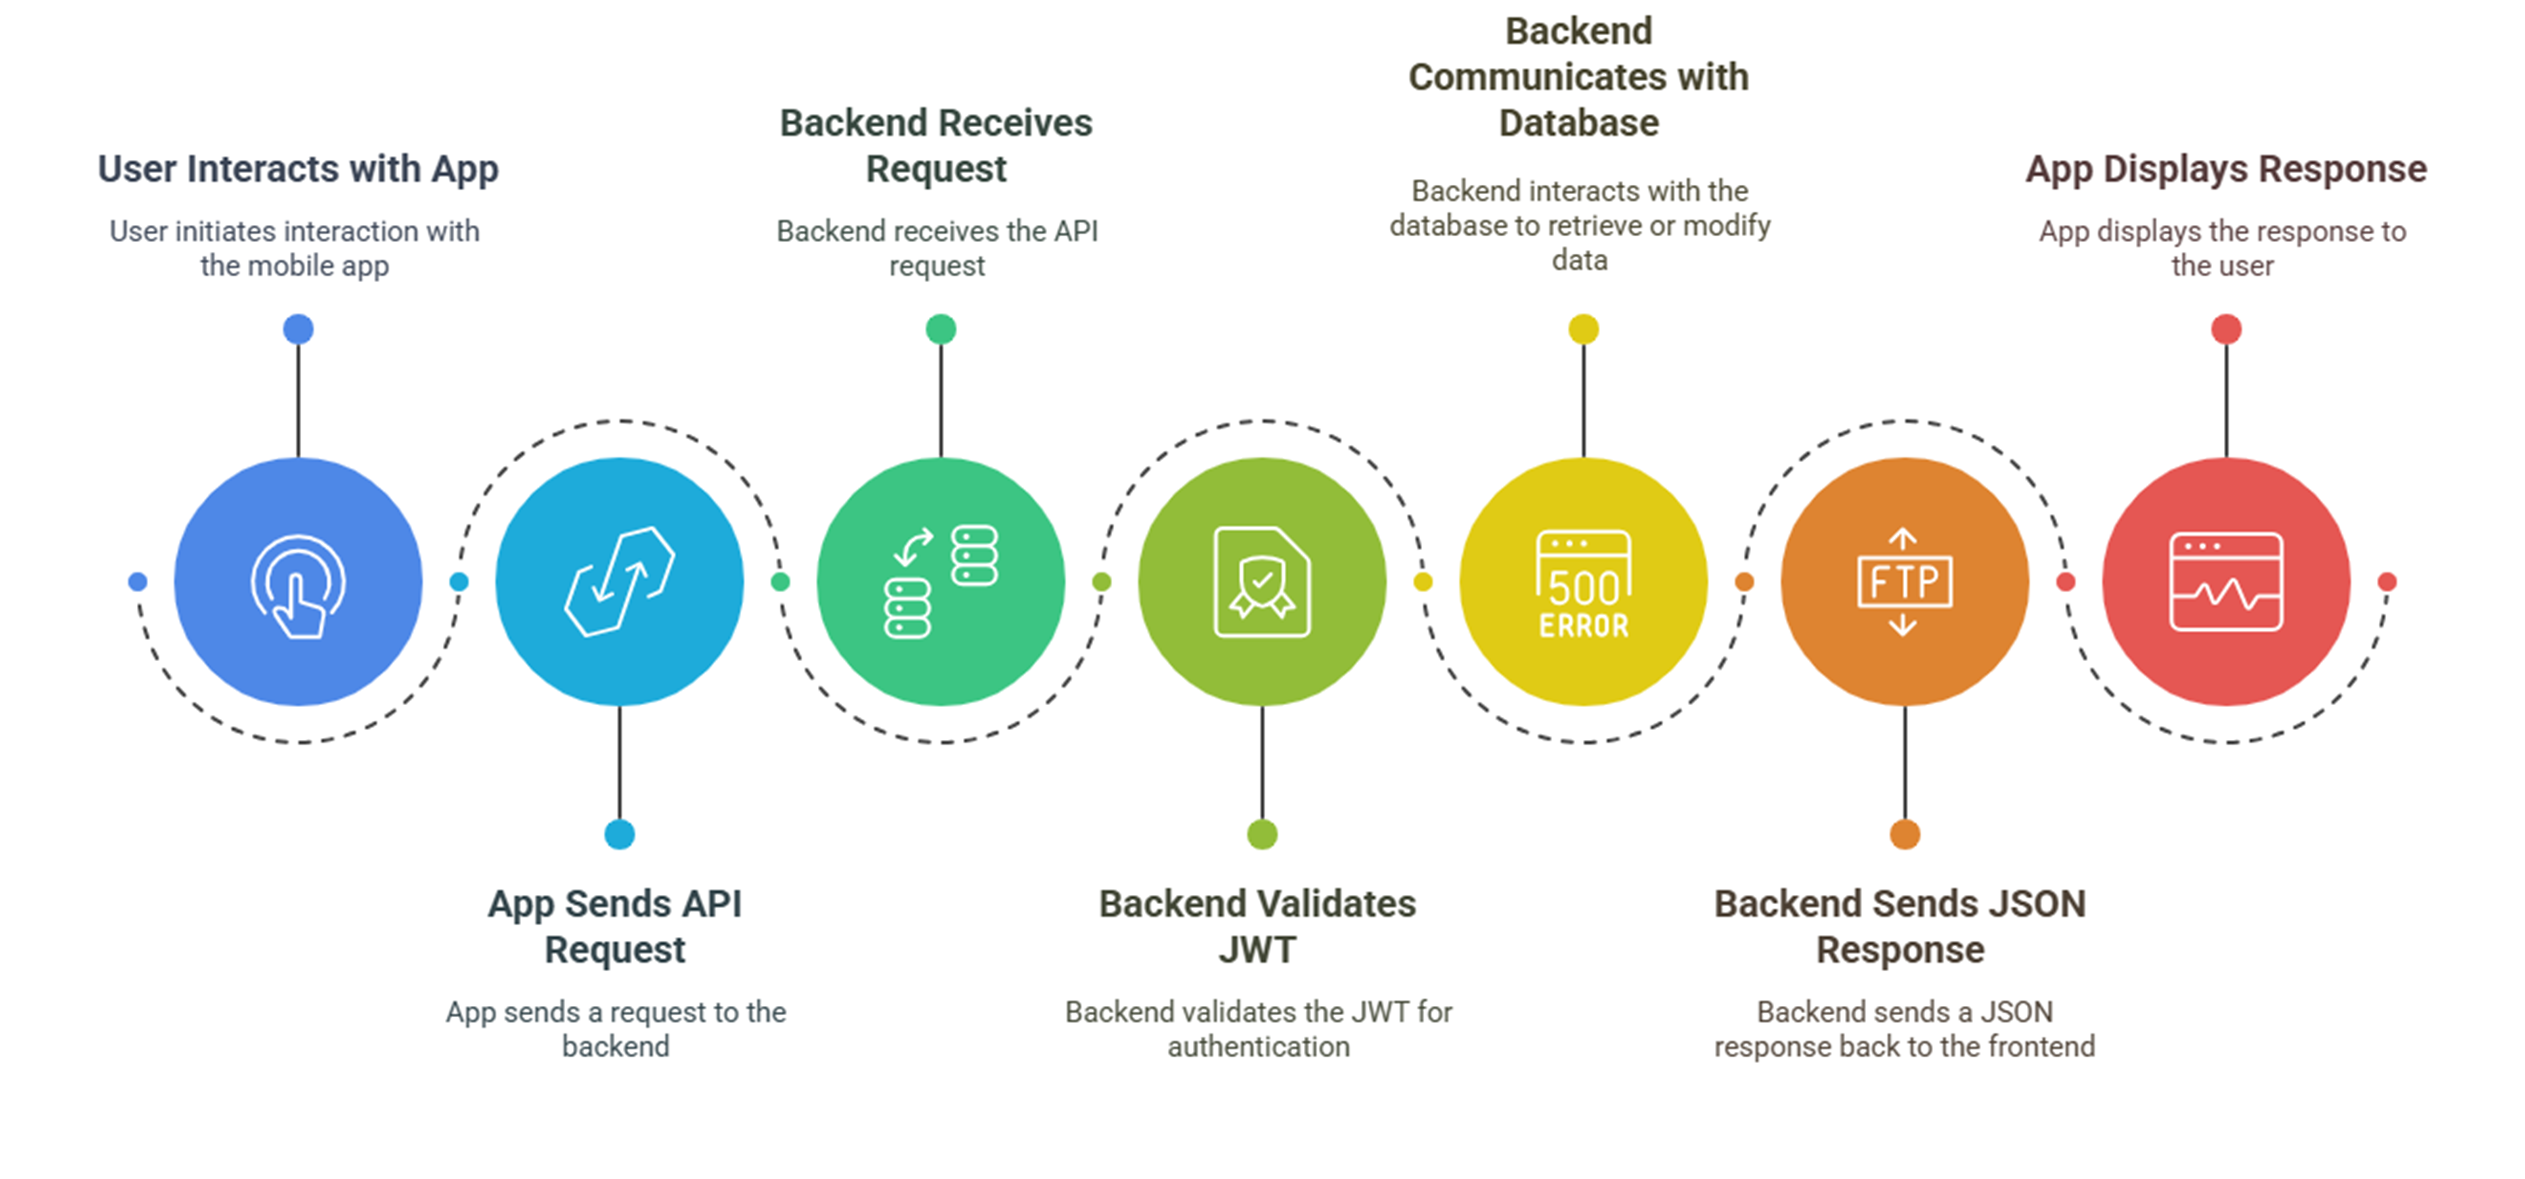 User Interacts with App
User initiates interaction with
the mobile app
App Sends API
Request
App sends a request to the
backend
Backend Receives
Request
Backend receives the API
request
Backend Validates
JWT
Backend validates the JWT for
authentication
Backend
Communicates with
Database
Backend interacts with the
database to retrieve or modify
data
500
ERROR
FTP
Backend Sends JSON
Response
Backend sends a JSON
response back to the frontend
App Displays Response
App displays the response to
the user